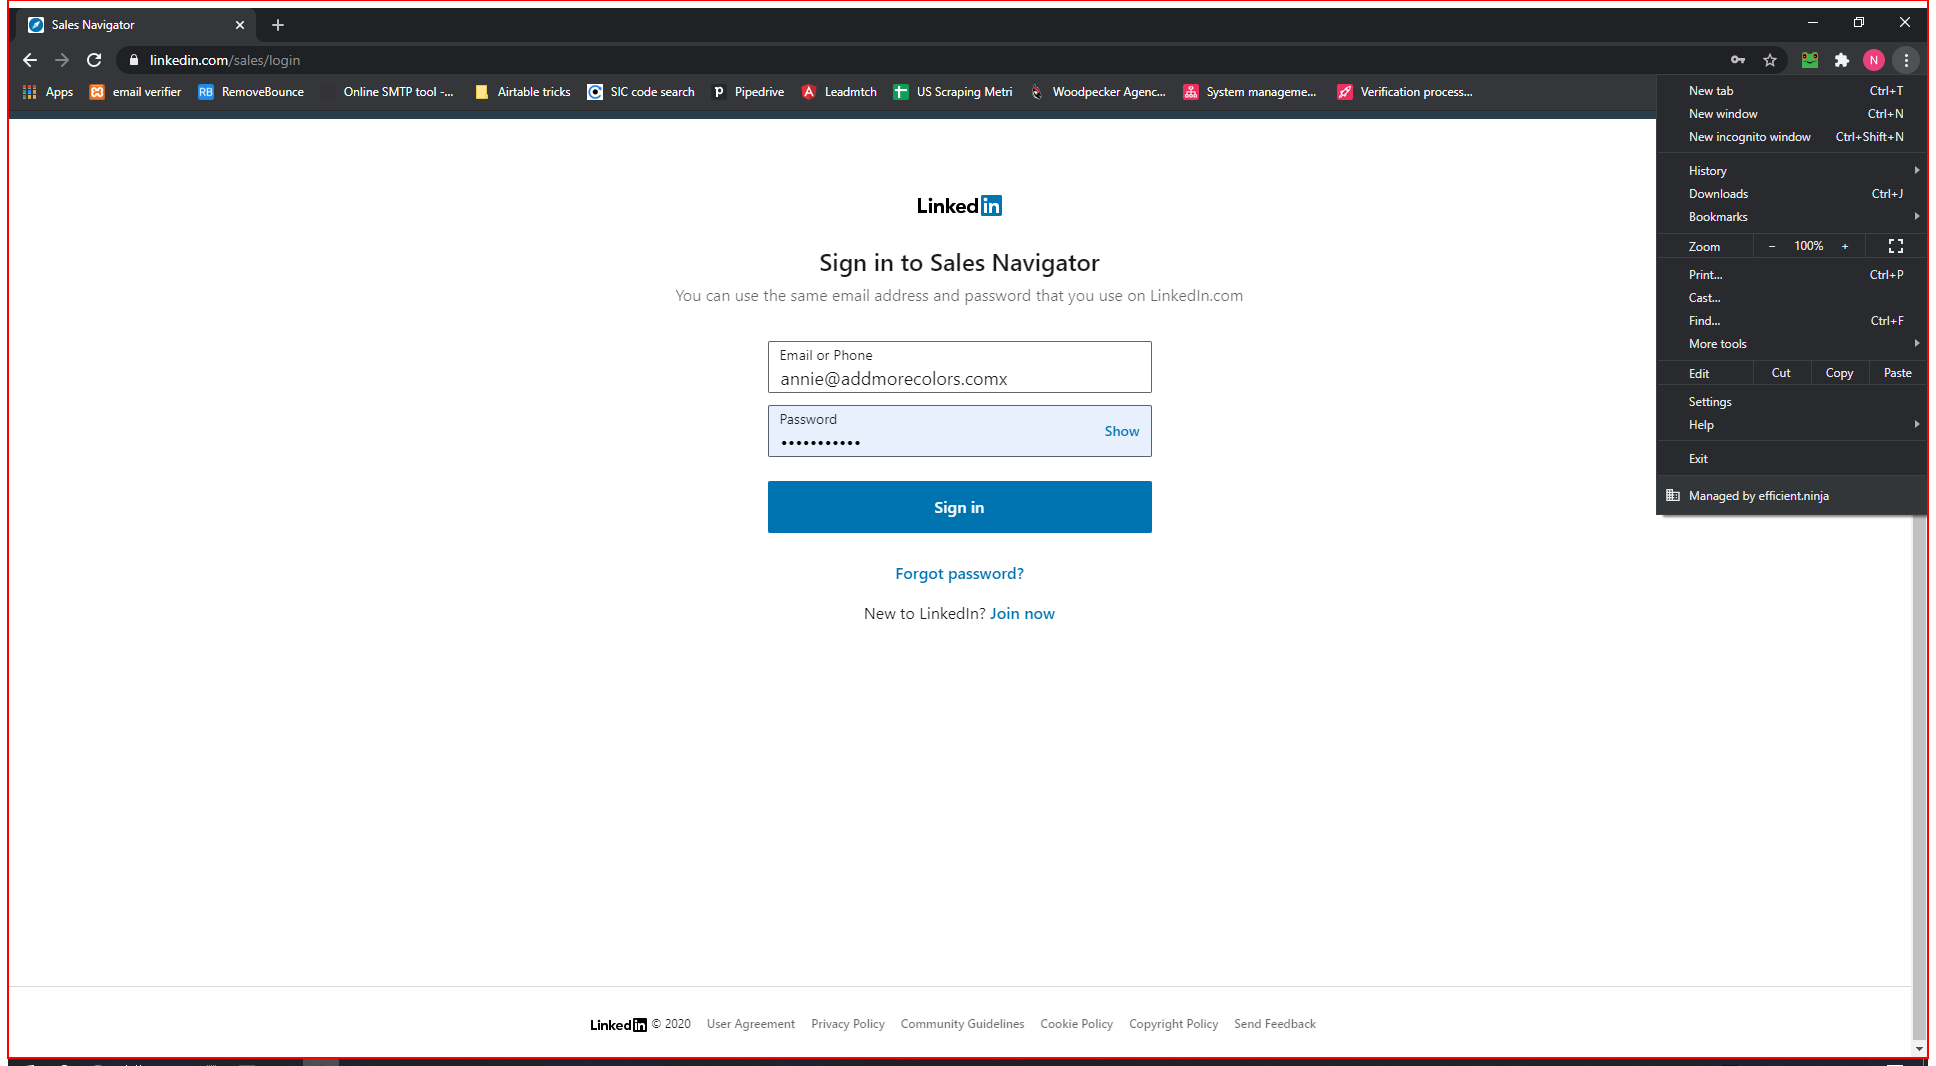 Sales Navigator
linkedin.com/sales/login
N
Apps
email verifier
RB RemoveBounce
Online SMTP tool -...
Airtable tricks
SIC code search
Pipedrive
Leadmtch
US Scraping Metri
Woodpecker Agenc...
System manageme...
Verification process...
New tab Ctrl+T
New window Ctrl+N
New incognito window Ctrl+Shift+N
History
Downloads Ctrl+J
Bookmarks
Zoom - 100% +
Print... Ctrl+P
Cast...
Find... Ctrl+F
More tools
Edit Cut Copy Paste
Settings
Help
Exit
Managed by efficient.ninja
Linked in
Sign in to Sales Navigator
You can use the same email address and password that you use on LinkedIn.com
Email or Phone
annie@addmorecolors.comx
Password
•••••••••••
Show
Sign in
Forgot password?
New to LinkedIn? Join now
Linked in © 2020 User Agreement Privacy Policy Community Guidelines Cookie Policy Copyright Policy Send Feedback